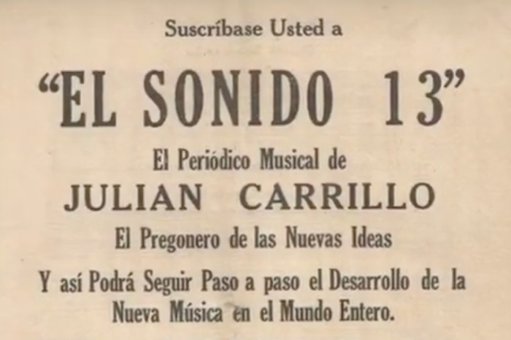 Suscríbase Usted a
“EL SONIDO 13”
El Periódico Musical de
JULIAN CARRILLO
El Pregonero de las Nuevas Ideas
Y así Podrá Seguir Paso a paso el Desarrollo de la
Nueva Música en el Mundo Entero.